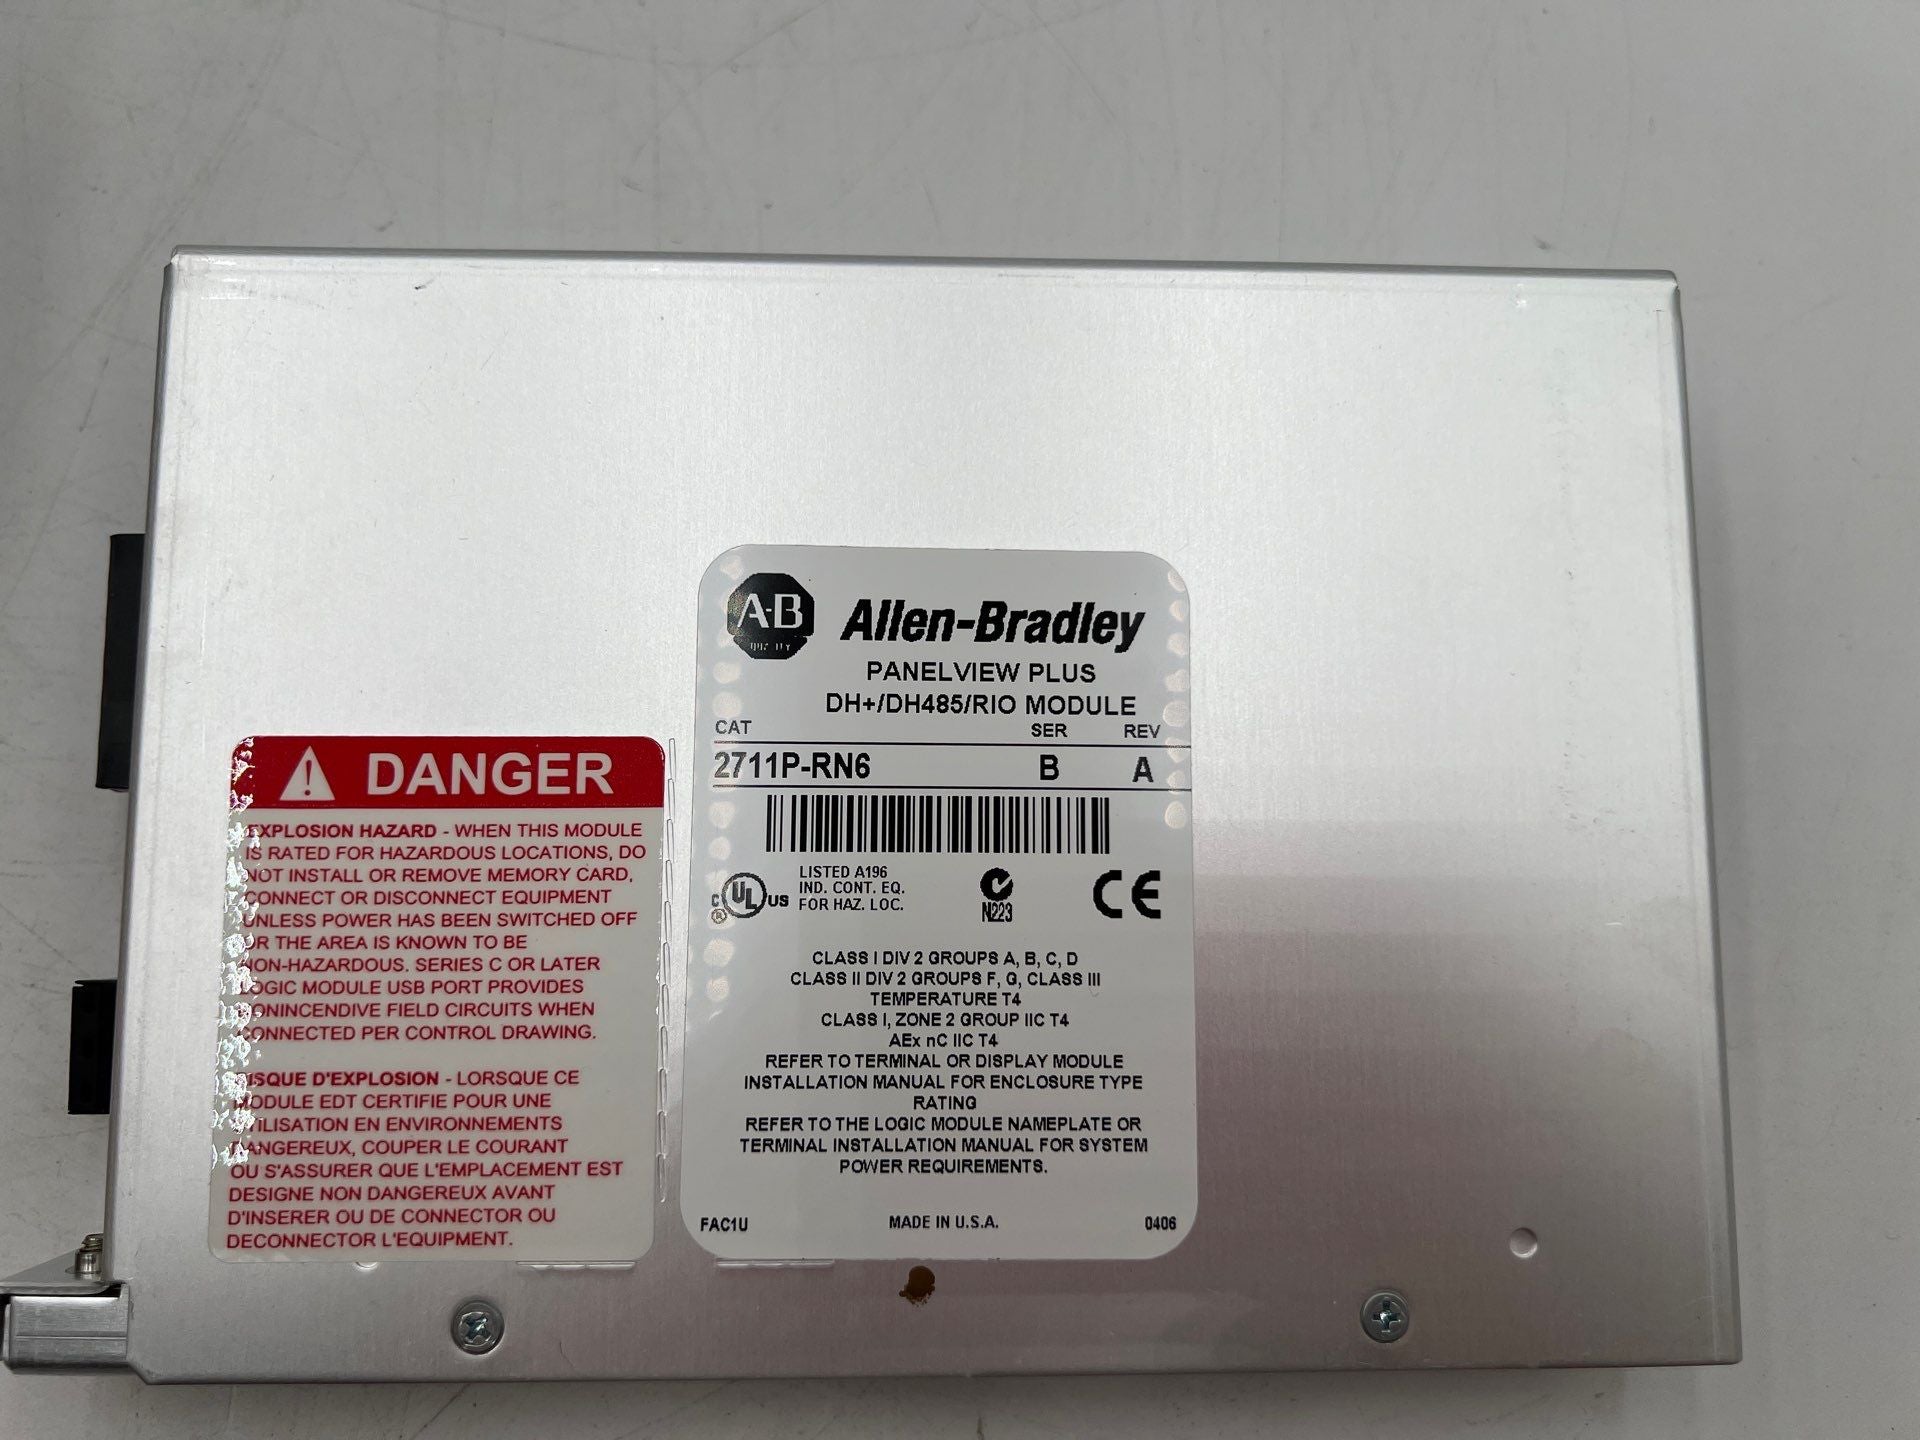 DANGER
EXPLOSION HAZARD - WHEN THIS MODULE
IS RATED FOR HAZARDOUS LOCATIONS, DO
NOT INSTALL OR REMOVE MEMORY CARD,
CONNECT OR DISCONNECT EQUIPMENT
UNLESS POWER HAS BEEN SWITCHED OFF
OR THE AREA IS KNOWN TO BE
NON-HAZARDOUS. SERIES C OR LATER
LOGIC MODULE USB PORT PROVIDES
NONINCENDIVE FIELD CIRCUITS WHEN
CONNECTED PER CONTROL DRAWING.
RISQUE D'EXPLOSION - LORSQUE CE
MODULE EDT CERTIFIE POUR UNE
UTILISATION EN ENVIRONNEMENTS
DANGEREUX, COUPER LE COURANT
OU S'ASSURER QUE L'EMPLACEMENT EST
DESIGNE NON DANGEREUX AVANT
D'INSERER OU DE CONNECTOR OU
DECONNECTOR L'EQUIPMENT.
A-B
QUALITY
Allen-Bradley
PANELVIEW PLUS
DH+/DH485/RIO MODULE
CAT SER REV
2711P-RN6 B A
C UL US ®
LISTED A196
IND. CONT. EQ.
FOR HAZ. LOC.
N223
CE
CLASS I DIV 2 GROUPS A, B, C, D
CLASS II DIV 2 GROUPS F, G, CLASS III
TEMPERATURE T4
CLASS I, ZONE 2 GROUP IIC T4
AEx nC IIC T4
REFER TO TERMINAL OR DISPLAY MODULE
INSTALLATION MANUAL FOR ENCLOSURE TYPE
RATING
REFER TO THE LOGIC MODULE NAMEPLATE OR
TERMINAL INSTALLATION MANUAL FOR SYSTEM
POWER REQUIREMENTS.
FAC1U MADE IN U.S.A. 0406